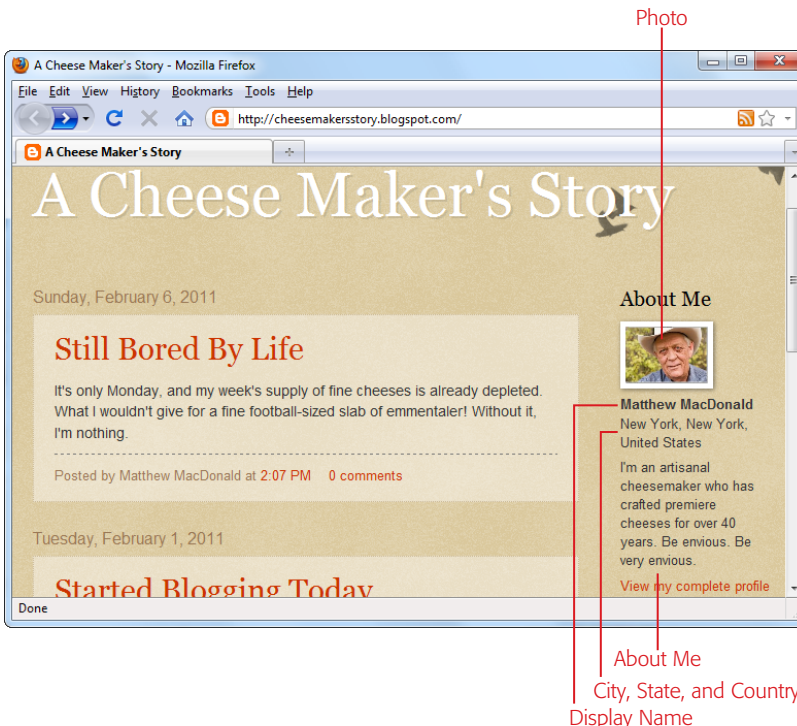 Photo
A Cheese Maker's Story - Mozilla Firefox
File Edit View History Bookmarks Tools Help
http://cheesemakersstory.blogspot.com/
A Cheese Maker's Story
A Cheese Maker's Story
Sunday, February 6, 2011
Still Bored By Life
It's only Monday, and my week's supply of fine cheeses is already depleted.
What I wouldn't give for a fine football-sized slab of emmentaler! Without it,
I'm nothing.
Posted by Matthew MacDonald at 2:07 PM 0 comments
Tuesday, February 1, 2011
Started Blogging Today
About Me
Matthew MacDonald
New York, New York,
United States
I'm an artisanal
cheesemaker who has
crafted premiere
cheeses for over 40
years. Be envious. Be
very envious.
View my complete profile
Done
About Me
City, State, and Country
Display Name